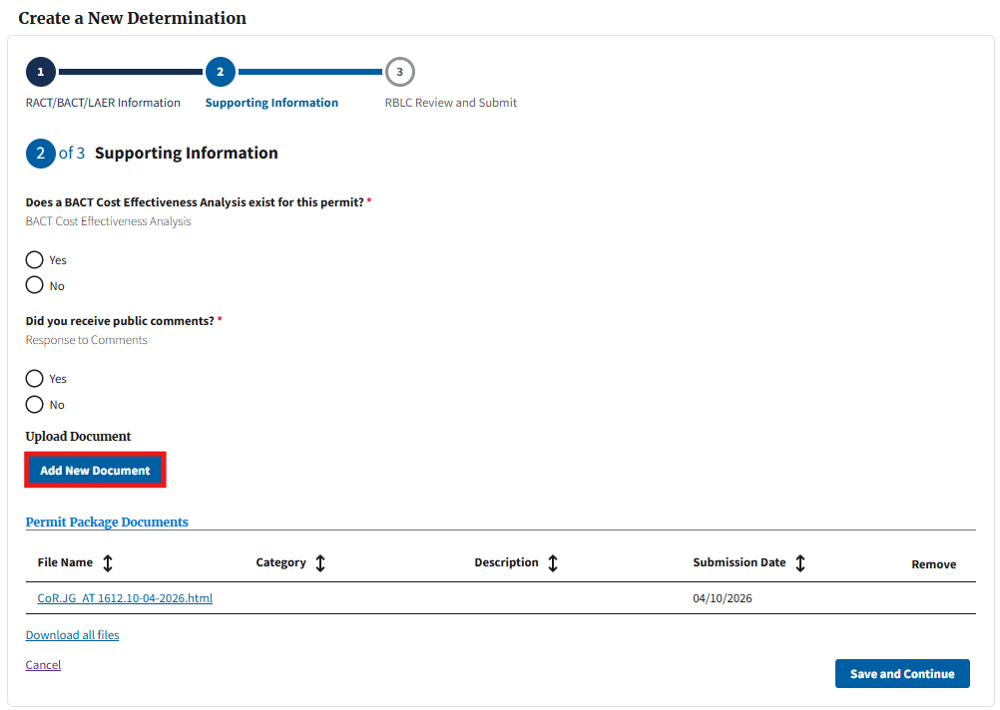 Create a New Determination
1 2 3
RACT/BACT/LAER Information Supporting Information RBLC Review and Submit
2 of 3 Supporting Information
Does a BACT Cost Effectiveness Analysis exist for this permit? *
BACT Cost Effectiveness Analysis
Yes
No
Did you receive public comments? *
Response to Comments
Yes
No
Upload Document
Add New Document
Permit Package Documents
File Name Category Description Submission Date Remove
CoR.JG_AT 1612.10-04-2026.html 04/10/2026
Download all files
Cancel
Save and Continue